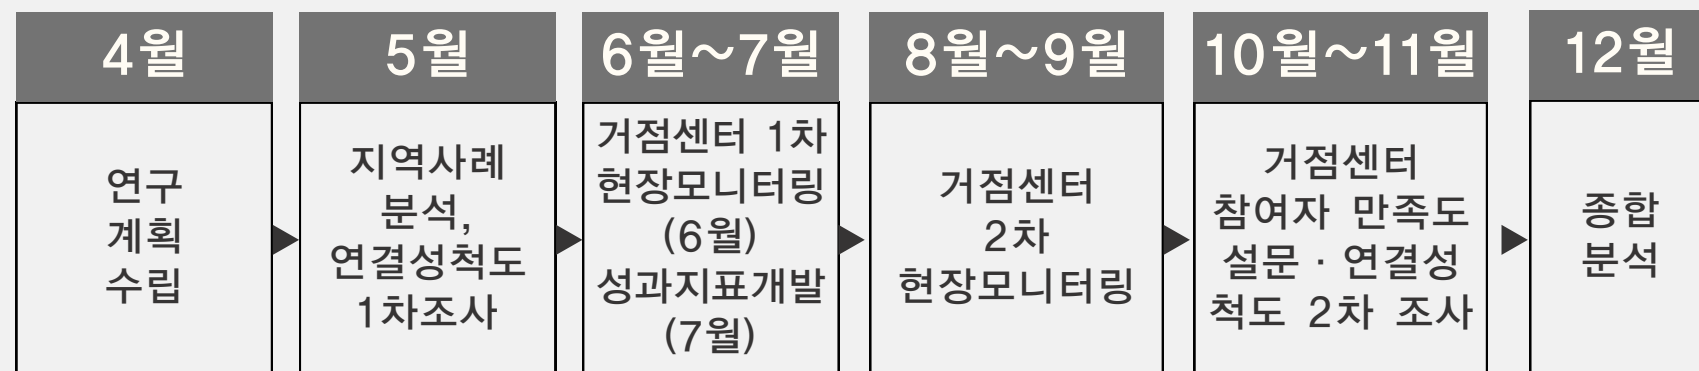 4월
연구
계획
수립
5월
지역사례
분석,
연결성척도
1차조사
6월~7월
거점센터 1차
현장모니터링
(6월)
성과지표개발
(7월)
8월~9월
거점센터
2차
현장모니터링
10월~11월
거점센터
참여자 만족도
설문 · 연결성
척도 2차 조사
12월
종합
분석